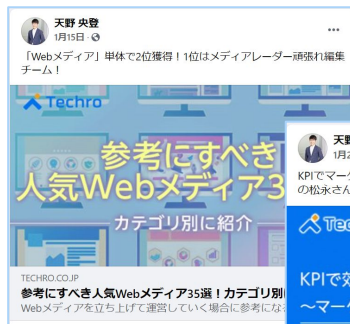 天野 央登
1月15日
「Webメディア」単体で2位獲得！1位はメディアレーダー頑張れ編集
チーム！
Techro
参考にすべき
人気Webメディア3
カテゴリ別に紹介
TECHRO.CO.JP
参考にすべき人気Webメディア35選！カテゴリ別
Webメディアを立ち上げて運営していく場合に参考にな
天野
1月2
KPIでマー
の松永さん
Te
KPIで効
〜マー